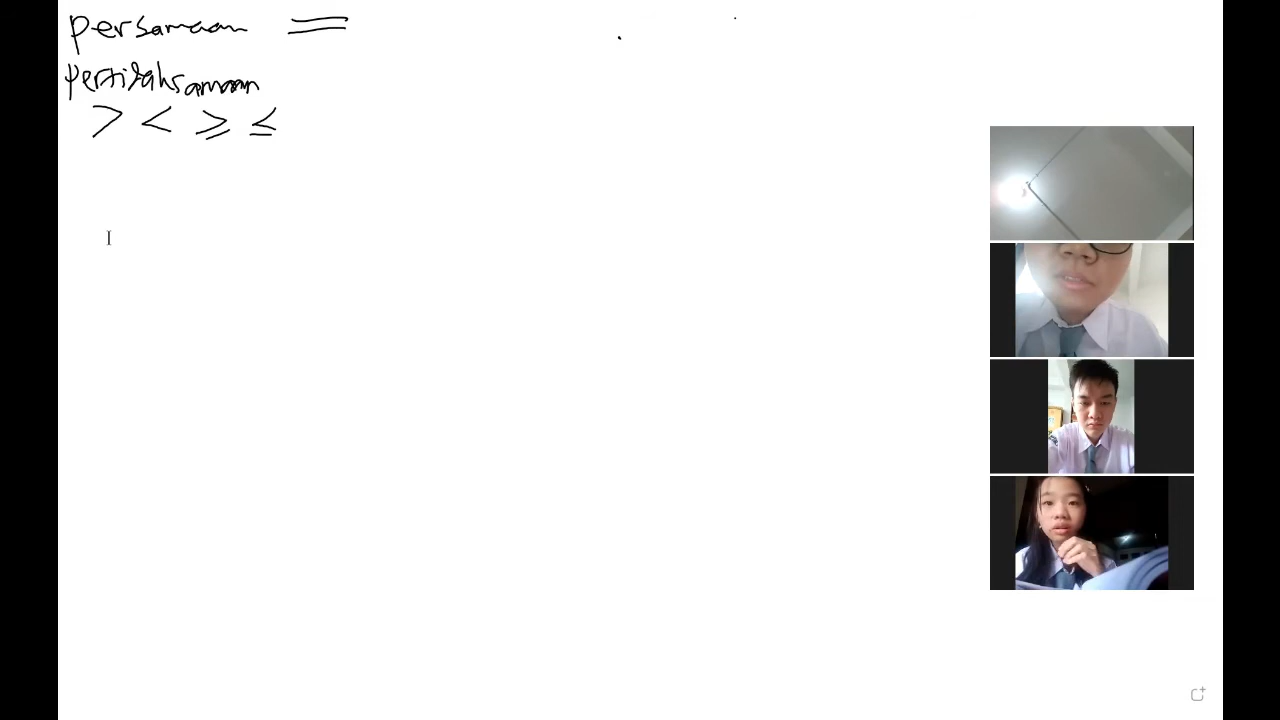 persamaan =
pertidaksamaan
> < ≥ ≤